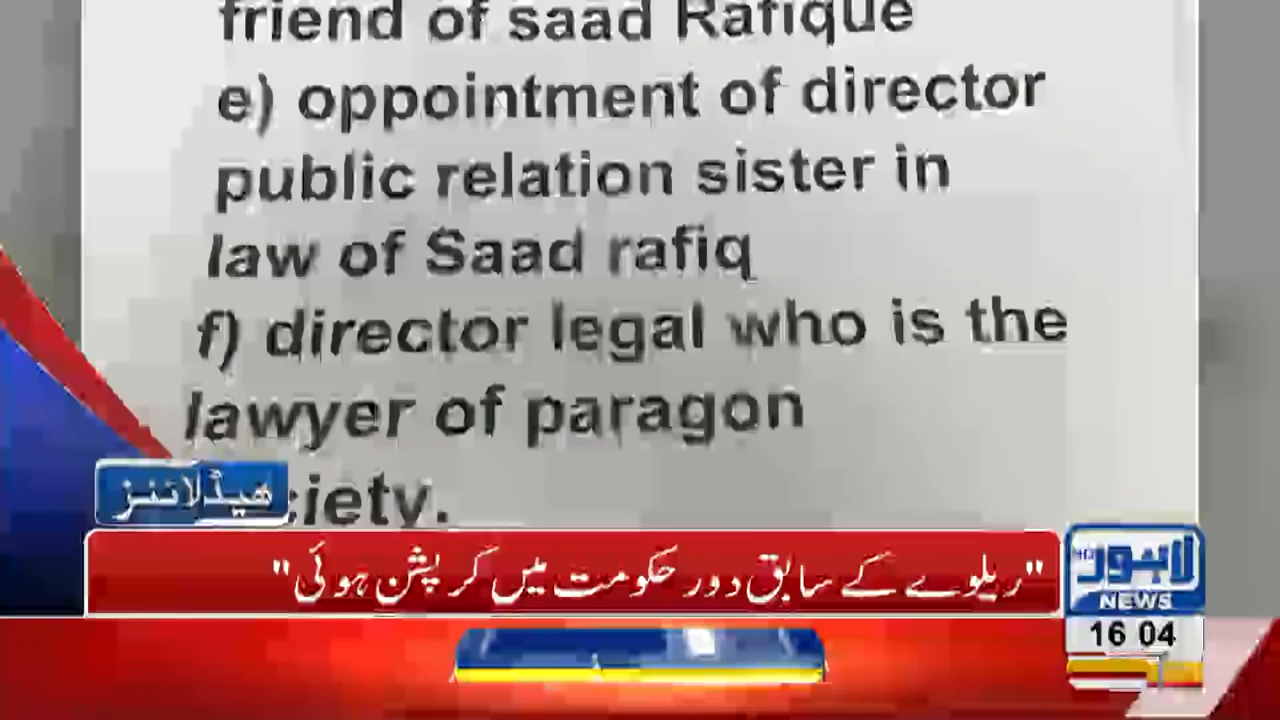 friend of saad Rafique
e) oppointment of director
public relation sister in
law of Saad rafiq
f) director legal who is the
lawyer of paragon
ciety.
ہیڈلائنز
"ریلوے کے سابق دور حکومت میں کرپشن ہوئی"
لاہور
HD
NEWS
16 04